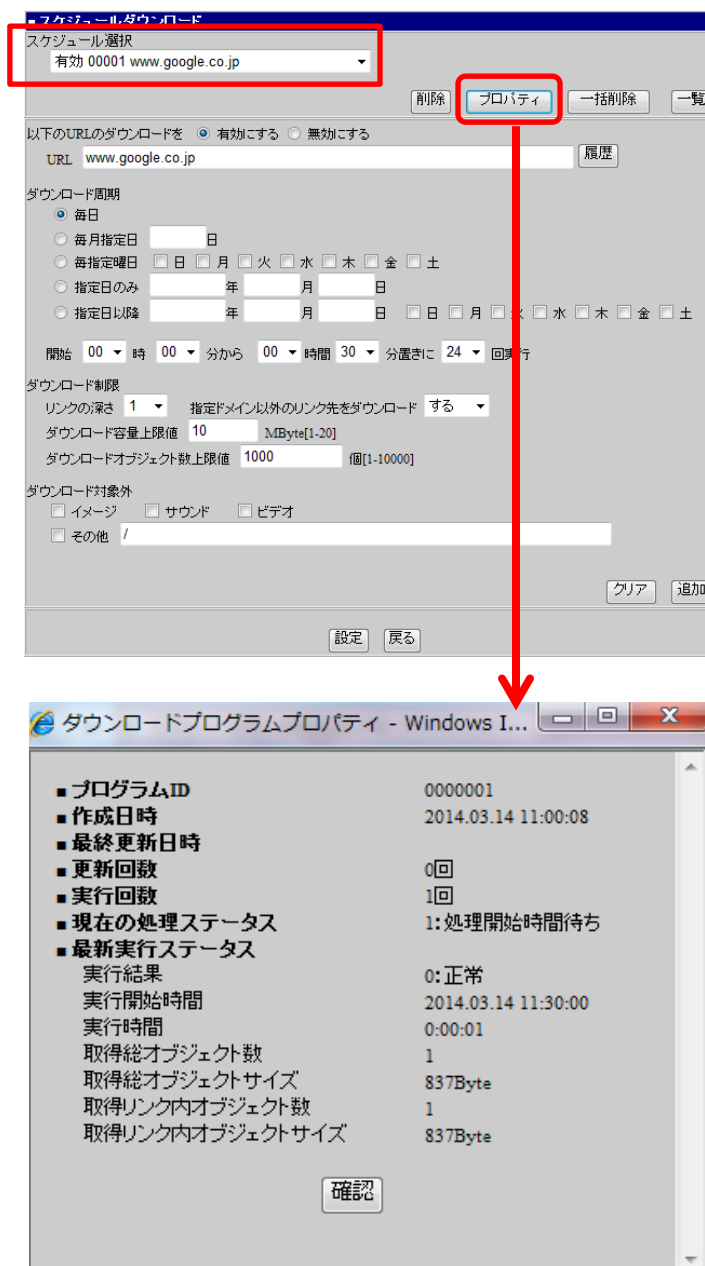 ■スケジュールダウンロード
スケジュール選択
有効 00001 www.google.co.jp
削除 プロパティ 一括削除 一覧
以下のURLのダウンロードを 有効にする 無効にする
URL www.google.co.jp 履歴
ダウンロード周期
毎日
毎月指定日 日
毎指定曜日 日 月 火 水 木 金 土
指定日のみ 年 月 日
指定日以降 年 月 日 日 月 火 水 木 金 土
開始 00 時 00 分から 00 時間 30 分置きに 24 回実行
ダウンロード制限
リンクの深さ 1 指定ドメイン以外のリンク先をダウンロード する
ダウンロード容量上限値 10 MByte[1-20]
ダウンロードオブジェクト数上限値 1000 個[1-10000]
ダウンロード対象外
イメージ サウンド ビデオ
その他 /
クリア 追加
設定 戻る
ダウンロードプログラムプロパティ - Windows I...
■プログラムID 0000001
■作成日時 2014.03.14 11:00:08
■最終更新日時
■更新回数 0回
■実行回数 1回
■現在の処理ステータス 1:処理開始時間待ち
■最新実行ステータス
実行結果 0:正常
実行開始時間 2014.03.14 11:30:00
実行時間 0:00:01
取得総オブジェクト数 1
取得総オブジェクトサイズ 837Byte
取得リンク内オブジェクト数 1
取得リンク内オブジェクトサイズ 837Byte
確認